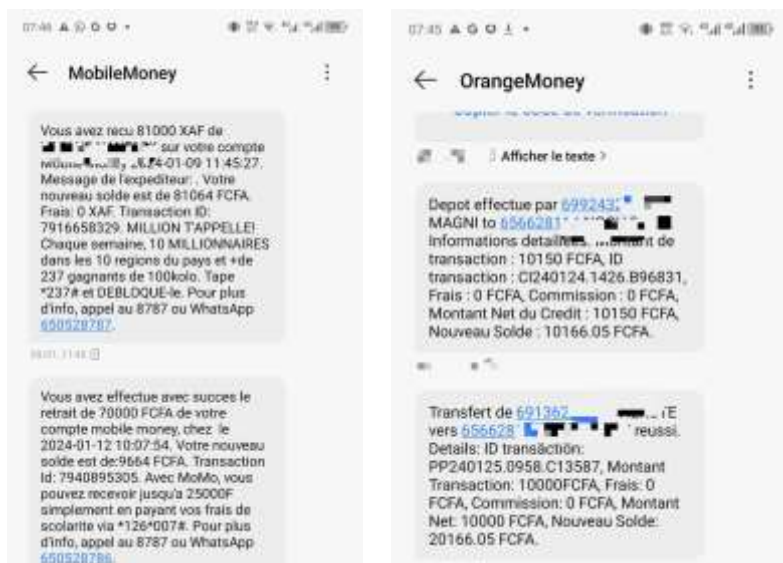 07:46
MobileMoney
Vous avez recu 81000 XAF de
sur votre compte
-01-09 11:45:27.
Message de l'expediteur: . Votre
nouveau solde est de 81064 FCFA.
Frais: 0 XAF. Transaction ID:
7916658329. MILLION T'APPELLE!
Chaque semaine, 10 MILLIONNAIRES
dans les 10 regions du pays et +de
237 gagnants de 100kolo. Tape
*237# et DEBLOQUE-le. Pour plus
d'info, appel au 8787 ou WhatsApp
650528787.
Vous avez effectue avec succes le
retrait de 70000 FCFA de votre
compte mobile money, chez le
2024-01-12 10:07:54. Votre nouveau
solde est de:9664 FCFA. Transaction
Id: 7940895305. Avec MoMo, vous
pouvez recevoir jusqu'a 25000F
simplement en payant vos frais de
scolarite via *126*007#. Pour plus
d'info, appel au 8787 ou WhatsApp
650528786.
07:45
OrangeMoney
Afficher le texte >
Depot effectue par 699243
MAGNI to 6566281
Informations detaillees. de
transaction : 10150 FCFA, ID
transaction : CI240124.1426.B96831,
Frais : 0 FCFA, Commission : 0 FCFA,
Montant Net du Credit : 10150 FCFA,
Nouveau Solde : 10166.05 FCFA.
Transfert de 691362
vers 656628 reussi.
Details: ID transaction:
PP240125.0958.C13587, Montant
Transaction: 10000FCFA, Frais: 0
FCFA, Commission: 0 FCFA, Montant
Net: 10000 FCFA, Nouveau Solde:
20166.05 FCFA.